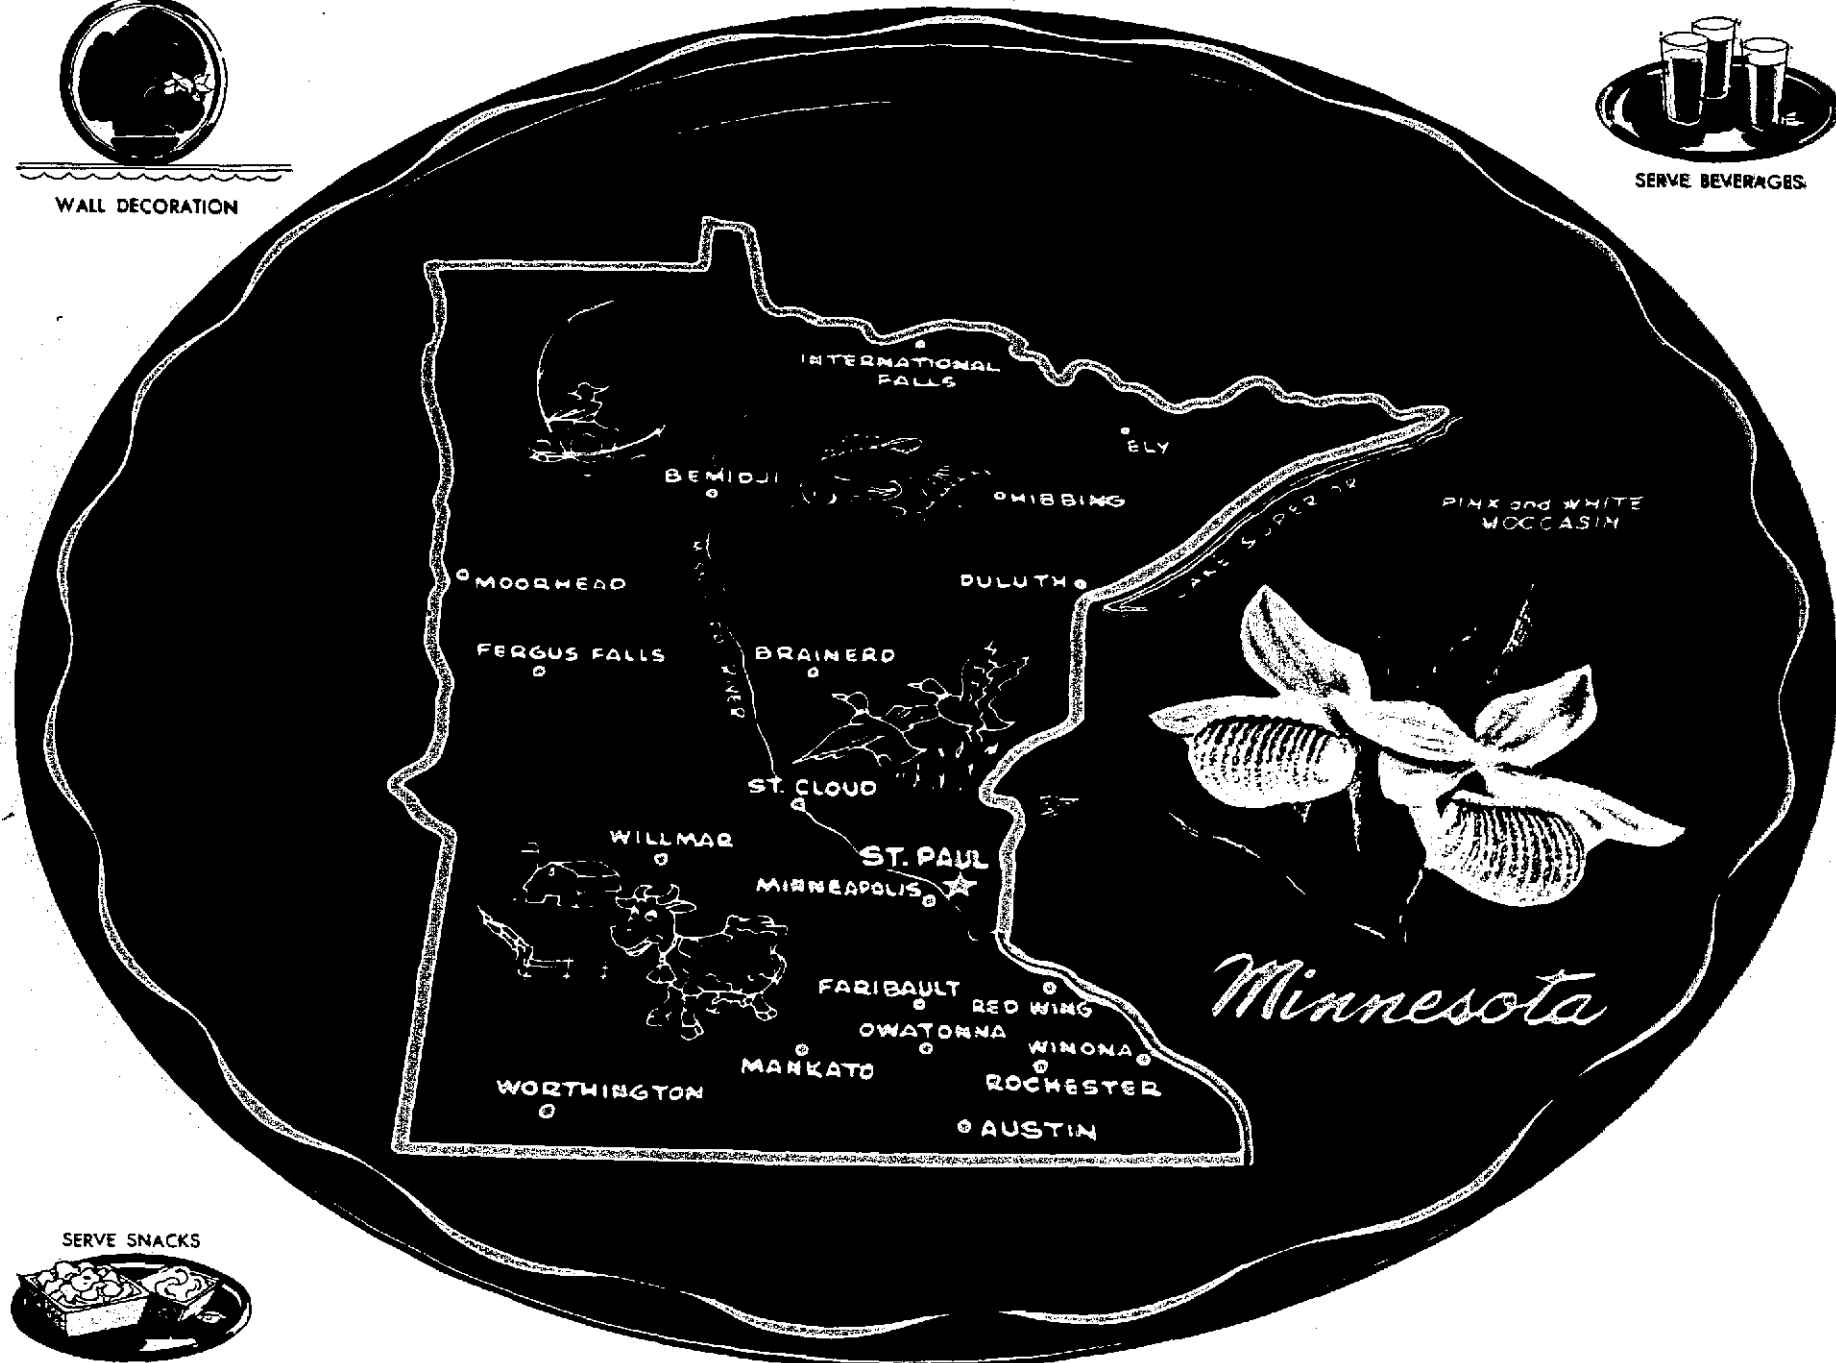 WALL DECORATION
SERVE BEVERAGES
INTERNATIONAL
FALLS
ELY
BEMIDJI
HIBBING
PINK and WHITE
MOCCASIN
LAKE SUPERIOR
MOORHEAD
DULUTH
FERGUS FALLS
BRAINERD
RIVER
ST. CLOUD
WILLMAR
ST. PAUL
MINNEAPOLIS
Minnesota
FARIBAULT
RED WING
OWATONNA
WINONA
MANKATO
ROCHESTER
WORTHINGTON
AUSTIN
SERVE SNACKS